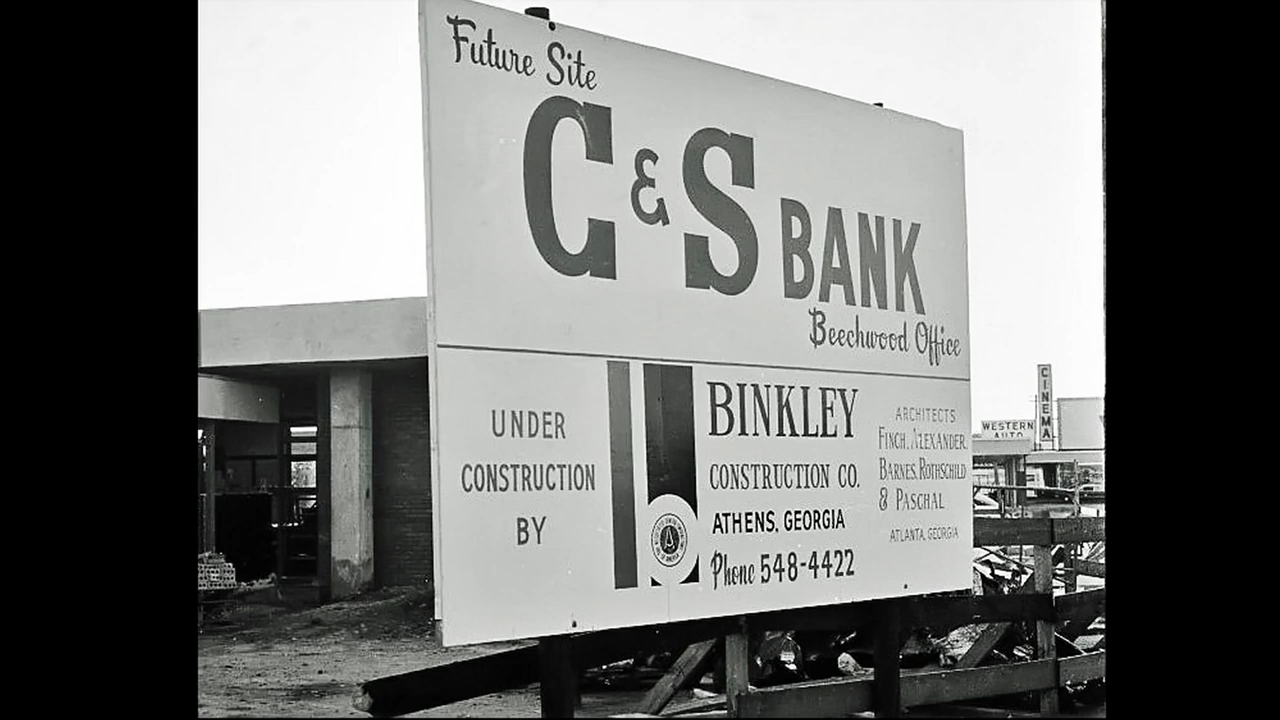 Future Site
C & S BANK
Beechwood Office
UNDER
CONSTRUCTION
BY
BINKLEY
CONSTRUCTION CO.
ATHENS, GEORGIA
Phone 548-4422
ARCHITECTS
FINCH, ALEXANDER,
BARNES, ROTHSCHILD
& PASCHAL
ATLANTA, GEORGIA
CINEMA
WESTERN
AUTO